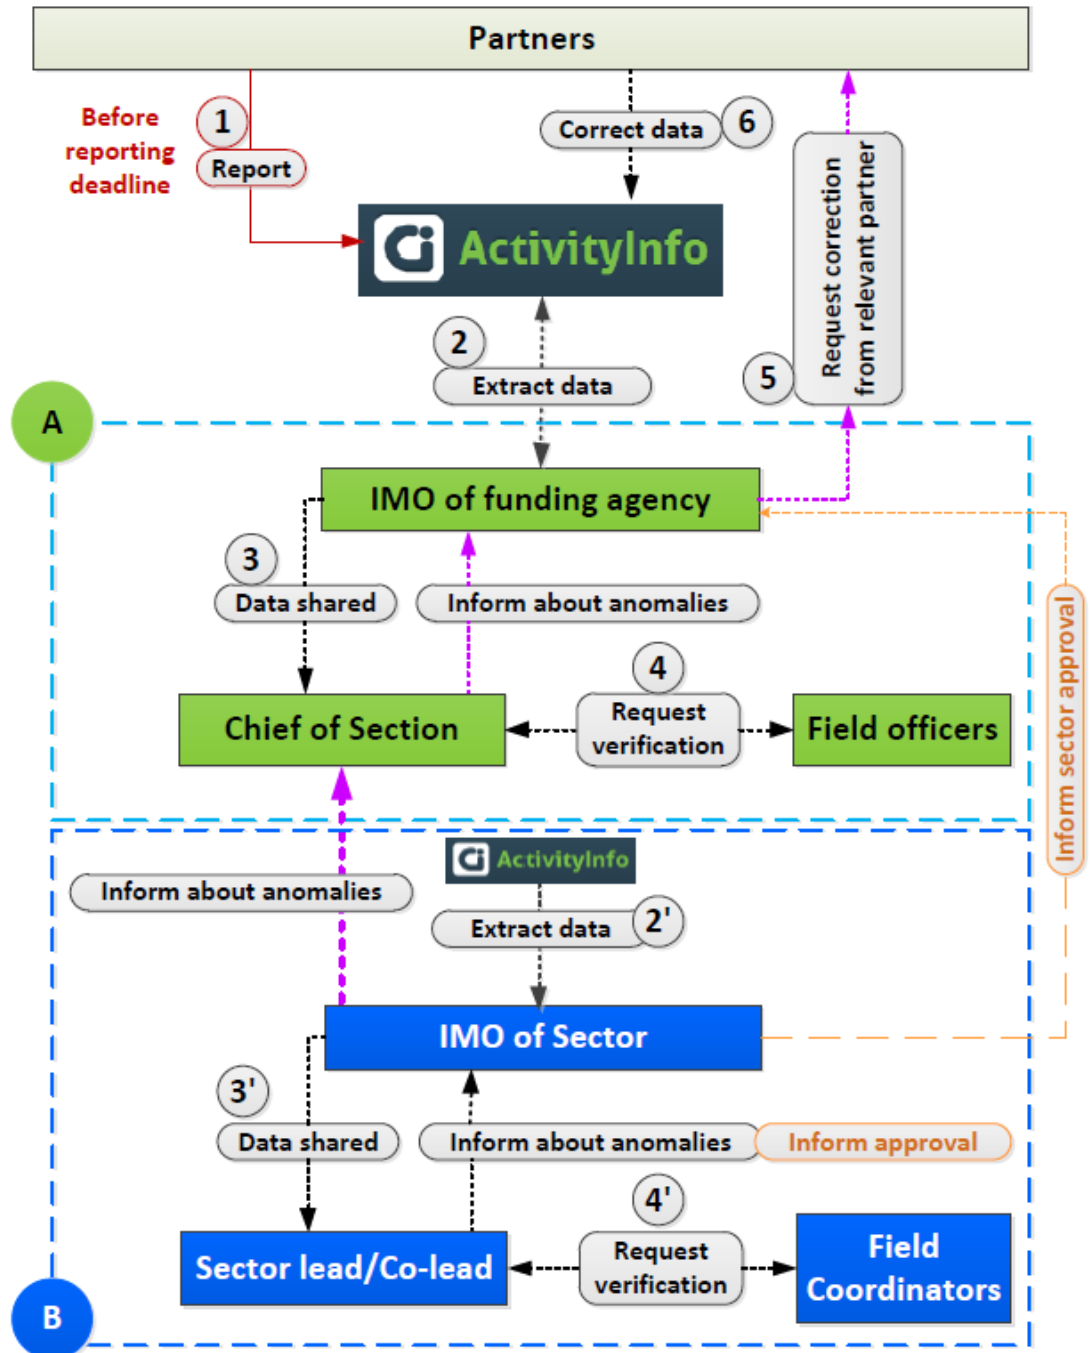 Partners
Before
reporting
deadline
1
Report
Correct data
6
ActivityInfo
Request correction
from relevant partner
2
Extract data
5
A
IMO of funding agency
3
Data shared
Inform about anomalies
4
Request
verification
Chief of Section
Field officers
Inform sector approval
ActivityInfo
Inform about anomalies
Extract data
2'
IMO of Sector
3'
Data shared
Inform about anomalies
Inform approval
4'
Request
verification
Sector lead/Co-lead
Field
Coordinators
B